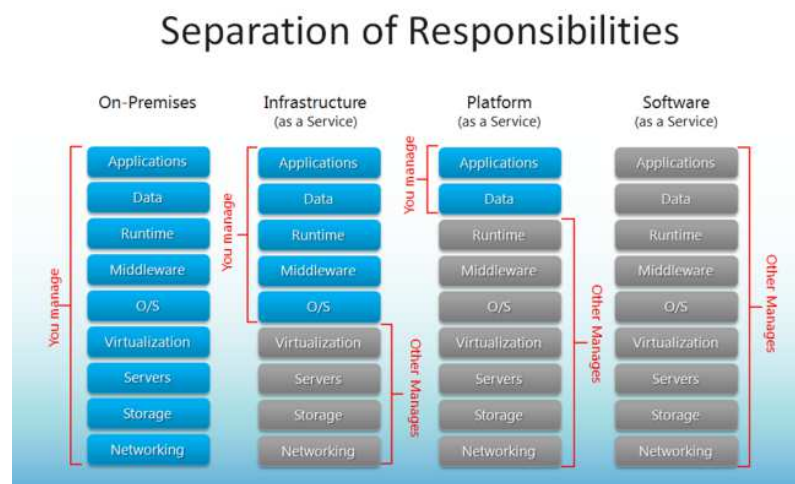 Separation of Responsibilities
On-Premises
Applications
Data
Runtime
Middleware
O/S
Virtualization
Servers
Storage
Networking
You manage
Infrastructure
(as a Service)
Applications
Data
Runtime
Middleware
O/S
Virtualization
Servers
Storage
Networking
You manage
Other Manages
Platform
(as a Service)
Applications
Data
Runtime
Middleware
O/S
Virtualization
Servers
Storage
Networking
You manage
Other Manages
Software
(as a Service)
Applications
Data
Runtime
Middleware
O/S
Virtualization
Servers
Storage
Networking
Other Manages